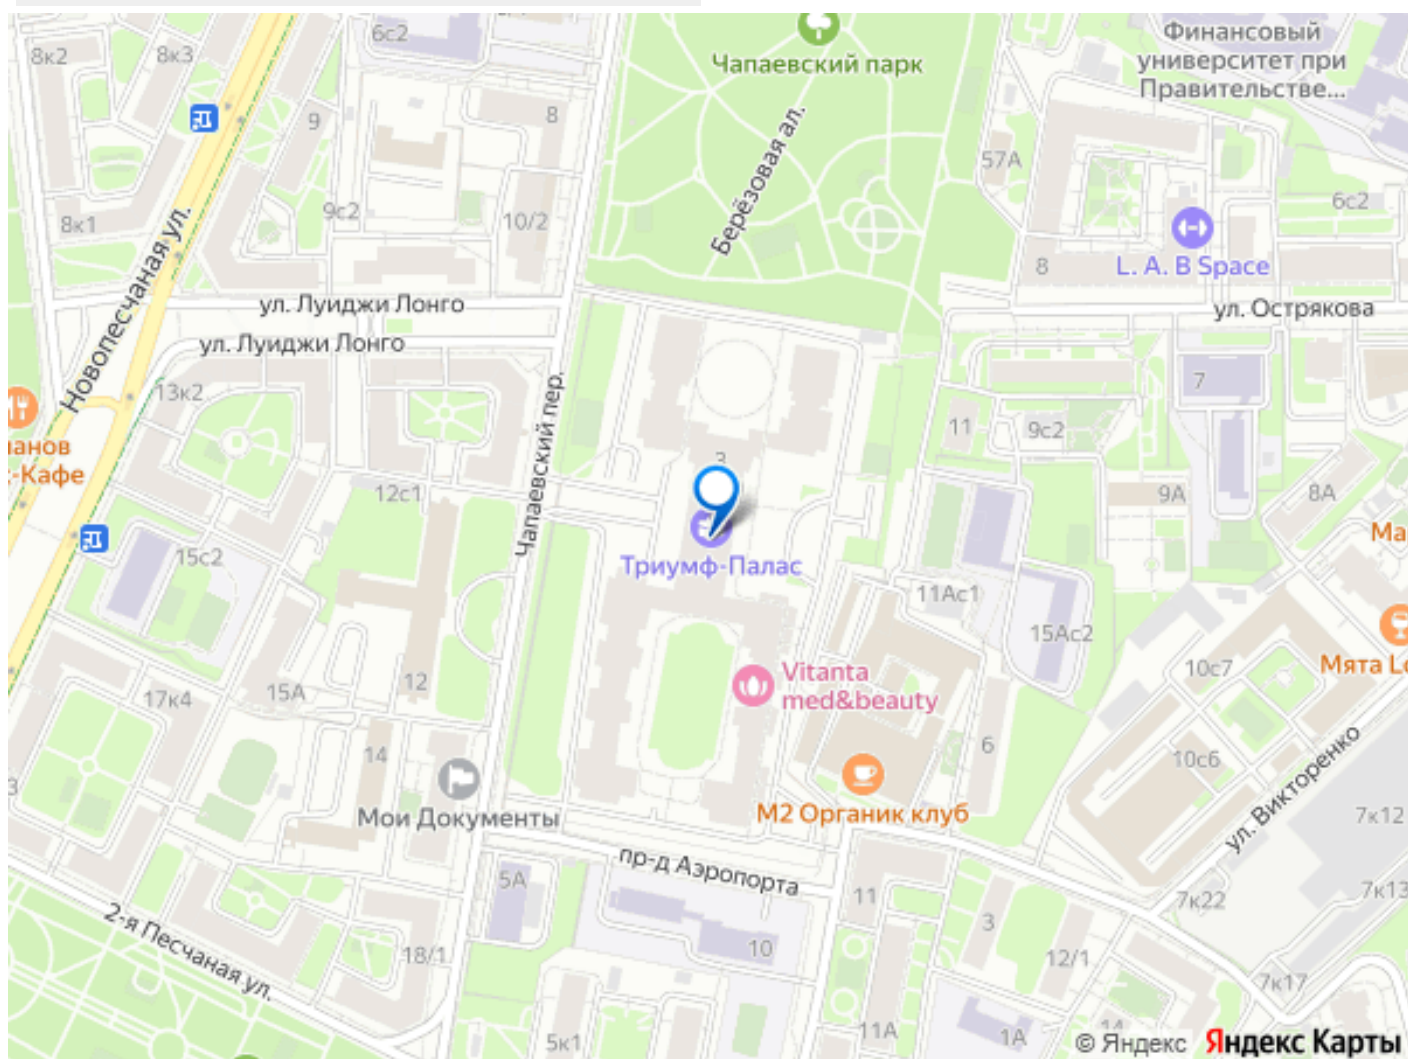 8к2
8к3
6с2
Чапаевский парк
Финансовый
университет при
Правительстве...
9
8
Берёзовая ал.
57А
8к1
9с2
10/2
6с2
8
L. A. B Space
Новопесчаная ул.
ул. Луиджи Лонго
ул. Острякова
ул. Луиджи Лонго
13к2
7
Чапаевский пер.
11
9с2
3
12с1
9А
8А
-Кафе
15с2
Триумф-Палас
11Ас1
15Ас2
Vitanta
med&beauty
10с7
17к4
15А
12
14
6
10с6
Мои Документы
М2 Органик клуб
ул. Викторенко
7к12
пр-д Аэропорта
5А
11
7к22
7к13
2-я Песчаная ул.
18/1
10
3
12/1
7к17
5к1
11А
1А
© Яндекс Яндекс Карты